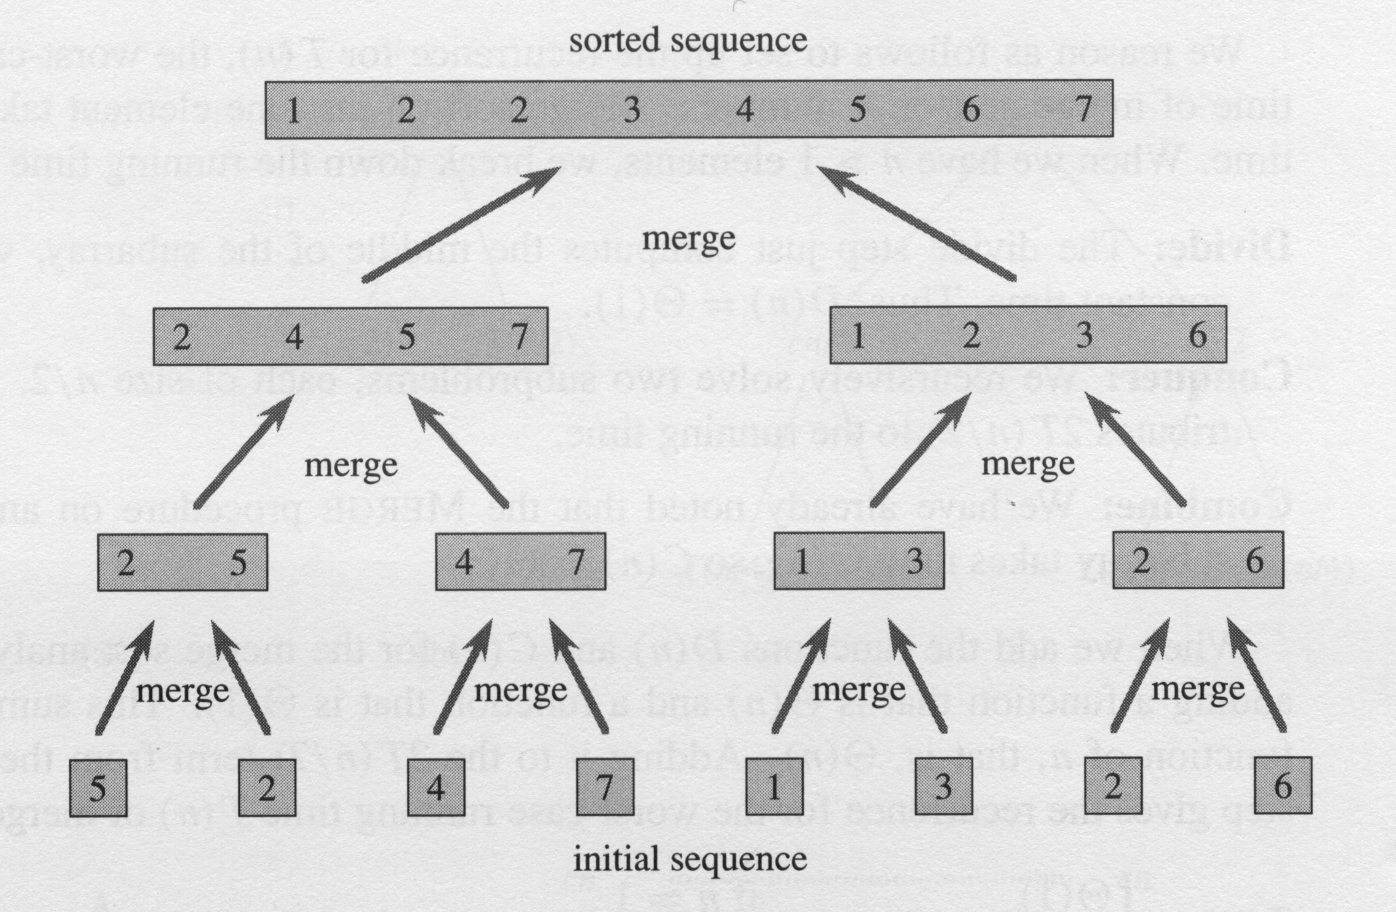 sorted sequence
1 2 2 3 4 5 6 7
merge
2 4 5 7 1 2 3 6
merge merge
2 5 4 7 1 3 2 6
merge merge merge merge
5 2 4 7 1 3 2 6
initial sequence